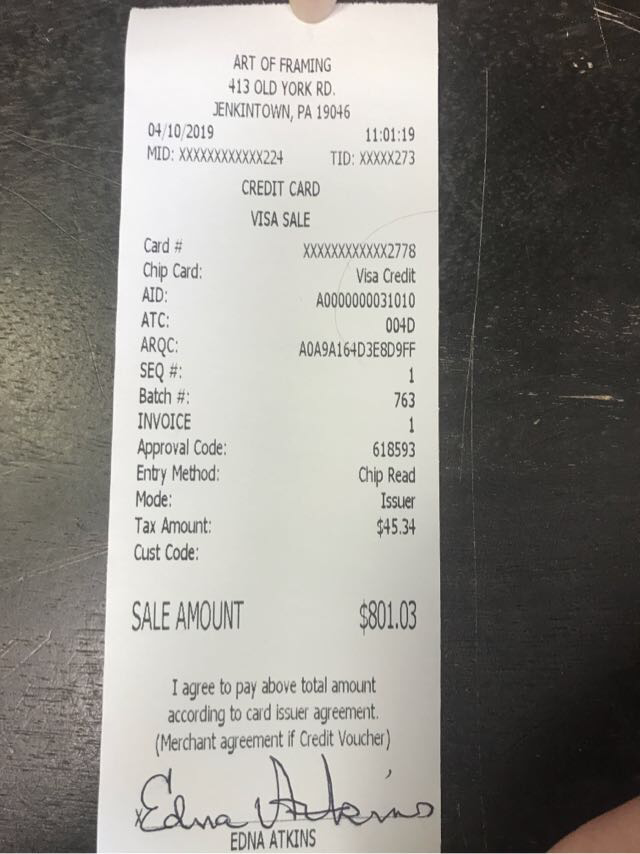 ART OF FRAMING
413 OLD YORK RD.
JENKINTOWN, PA 19046
04/10/2019 11:01:19
MID: XXXXXXXXXXXX224 TID: XXXXX273
CREDIT CARD
VISA SALE
Card # XXXXXXXXXXXX2778
Chip Card: Visa Credit
AID: A0000000031010
ATC: 004D
ARQC: A0A9A164D3E8D9FF
SEQ #: 1
Batch #: 763
INVOICE 1
Approval Code: 618593
Entry Method: Chip Read
Mode: Issuer
Tax Amount: $45.34
Cust Code:
SALE AMOUNT $801.03
I agree to pay above total amount
according to card issuer agreement.
(Merchant agreement if Credit Voucher)
x Edna Atkins
EDNA ATKINS